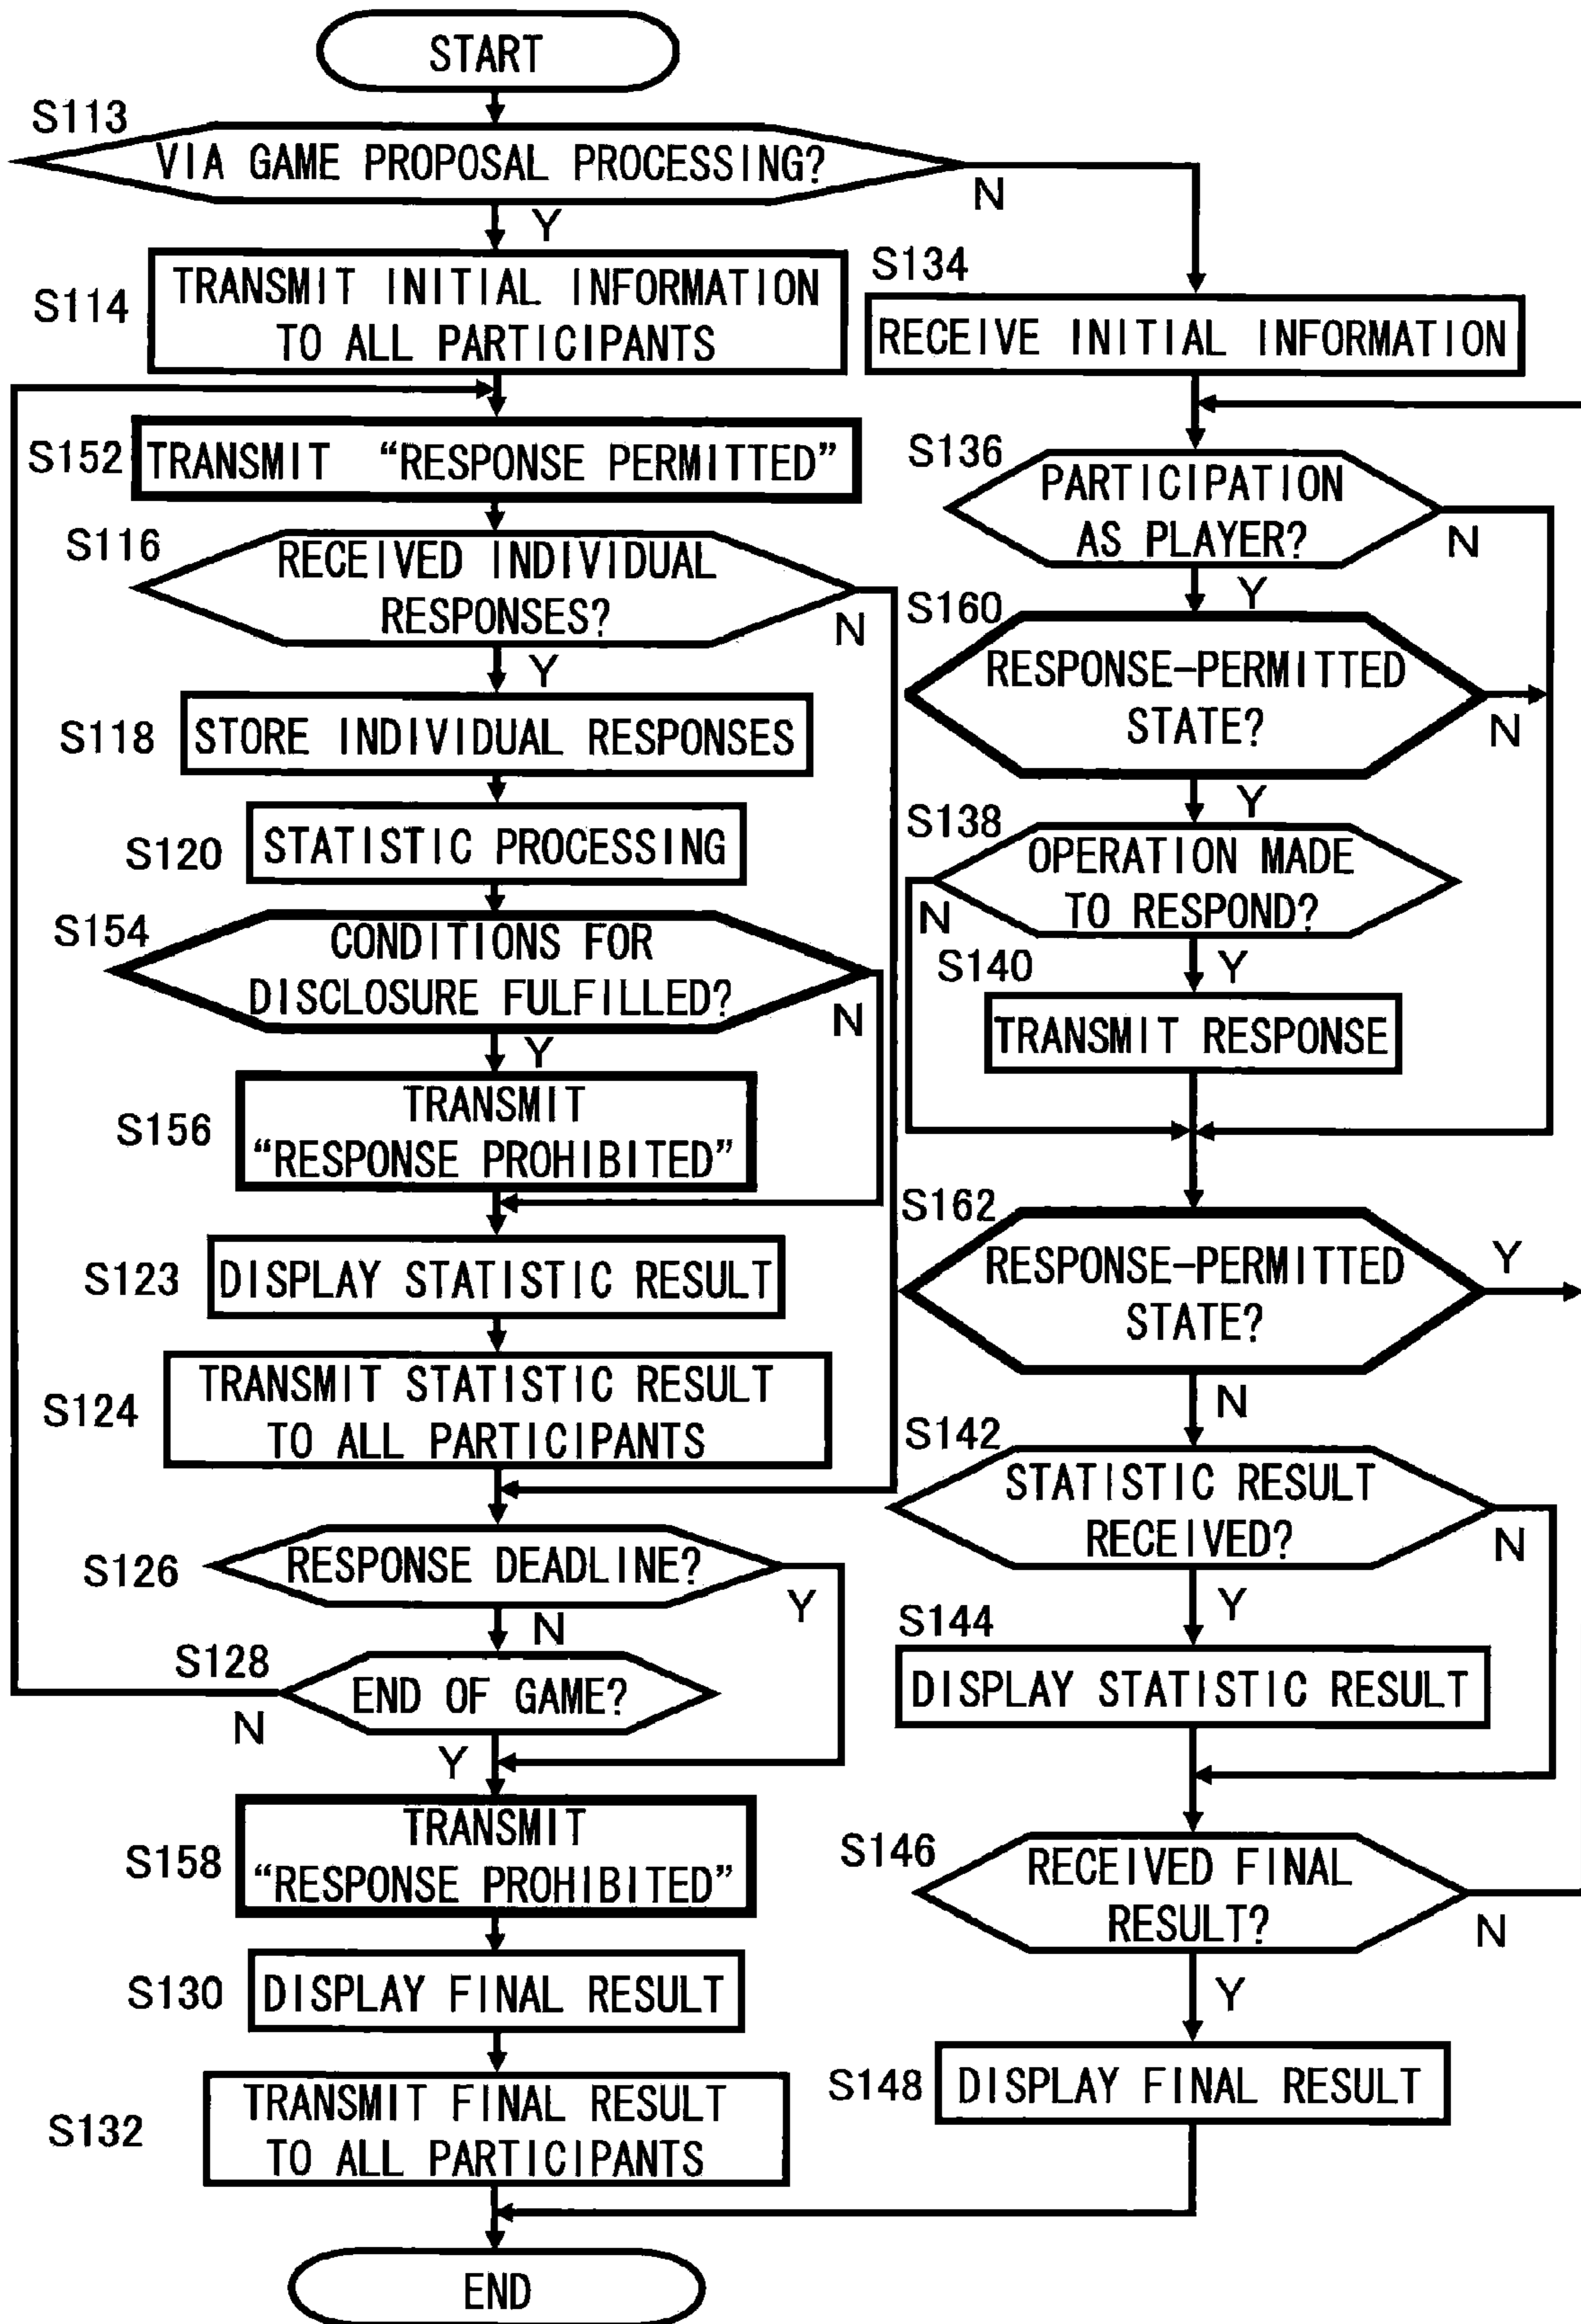 START
S113
VIA GAME PROPOSAL PROCESSING?
N
Y
S114
TRANSMIT INITIAL INFORMATION
TO ALL PARTICIPANTS
S152
TRANSMIT "RESPONSE PERMITTED"
S116
RECEIVED INDIVIDUAL
RESPONSES?
N
Y
S118
STORE INDIVIDUAL RESPONSES
S120
STATISTIC PROCESSING
S154
CONDITIONS FOR
DISCLOSURE FULFILLED?
N
Y
S156
TRANSMIT
"RESPONSE PROHIBITED"
S123
DISPLAY STATISTIC RESULT
S124
TRANSMIT STATISTIC RESULT
TO ALL PARTICIPANTS
S126
RESPONSE DEADLINE?
Y
N
S128
END OF GAME?
N
Y
S158
TRANSMIT
"RESPONSE PROHIBITED"
S130
DISPLAY FINAL RESULT
S132
TRANSMIT FINAL RESULT
TO ALL PARTICIPANTS
END
S134
RECEIVE INITIAL INFORMATION
S136
PARTICIPATION
AS PLAYER?
N
Y
S160
RESPONSE-PERMITTED
STATE?
N
Y
S138
OPERATION MADE
TO RESPOND?
N
Y
S140
TRANSMIT RESPONSE
S162
RESPONSE-PERMITTED
STATE?
Y
N
S142
STATISTIC RESULT
RECEIVED?
N
Y
S144
DISPLAY STATISTIC RESULT
S146
RECEIVED FINAL
RESULT?
N
Y
S148
DISPLAY FINAL RESULT